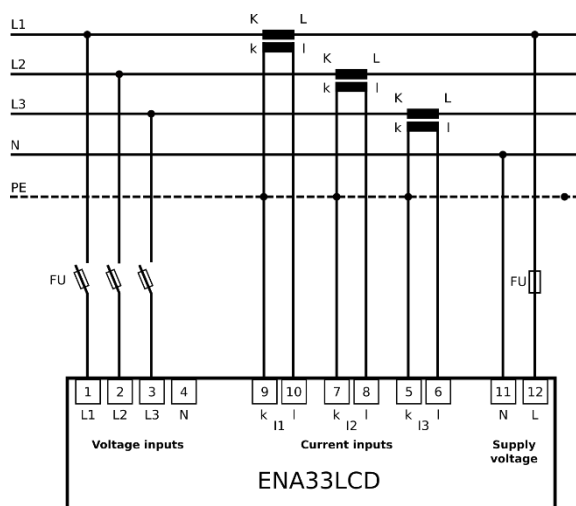 L1
K L
k l
L2
K L
k l
L3
K L
k l
N
PE
FU
FU
1 2 3 4 9 10 7 8 5 6 11 12
L1 L2 L3 N k l k l k l N L
I1 I2 I3
Voltage inputs Current inputs Supply
voltage
ENA33LCD